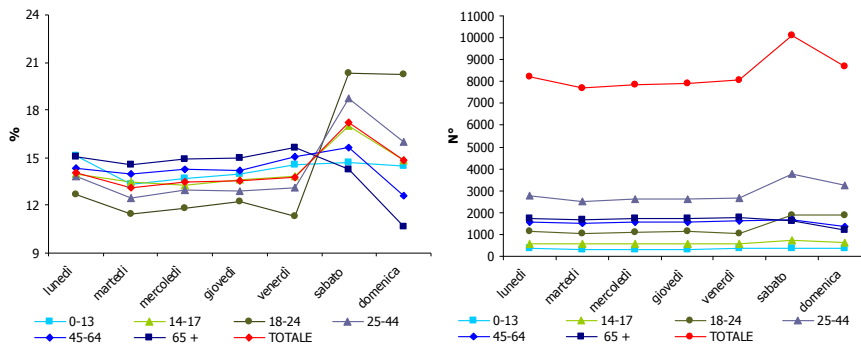 24
21
18
15
12
9
%
lunedì
martedì
mercoledì
giovedì
venerdì
sabato
domenica
0-13
14-17
18-24
25-44
45-64
65 +
TOTALE
11000
10000
9000
8000
7000
6000
5000
4000
3000
2000
1000
0
N°
lunedì
martedì
mercoledì
giovedì
venerdì
sabato
domenica
0-13
14-17
18-24
25-44
45-64
65 +
TOTALE